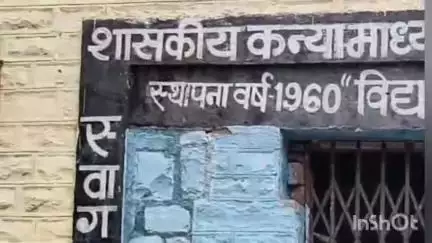 शासकीय कन्यामाध्य
स्थापना वर्ष-1960" विद्य
स्वाग
InShOt